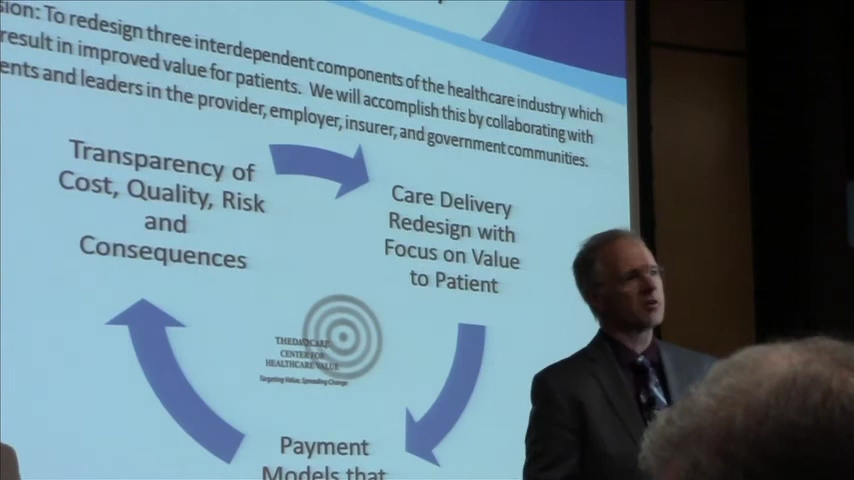 sion: To redesign three interdependent components of the healthcare industry which
result in improved value for patients. We will accomplish this by collaborating with
ents and leaders in the provider, employer, insurer, and government communities.
Transparency of
Cost, Quality, Risk
and
Consequences
Care Delivery
Redesign with
Focus on Value
to Patient
THEDACARE
CENTER FOR
HEALTHCARE VALUE
Targeting Value, Spreading Change
Payment
Models that